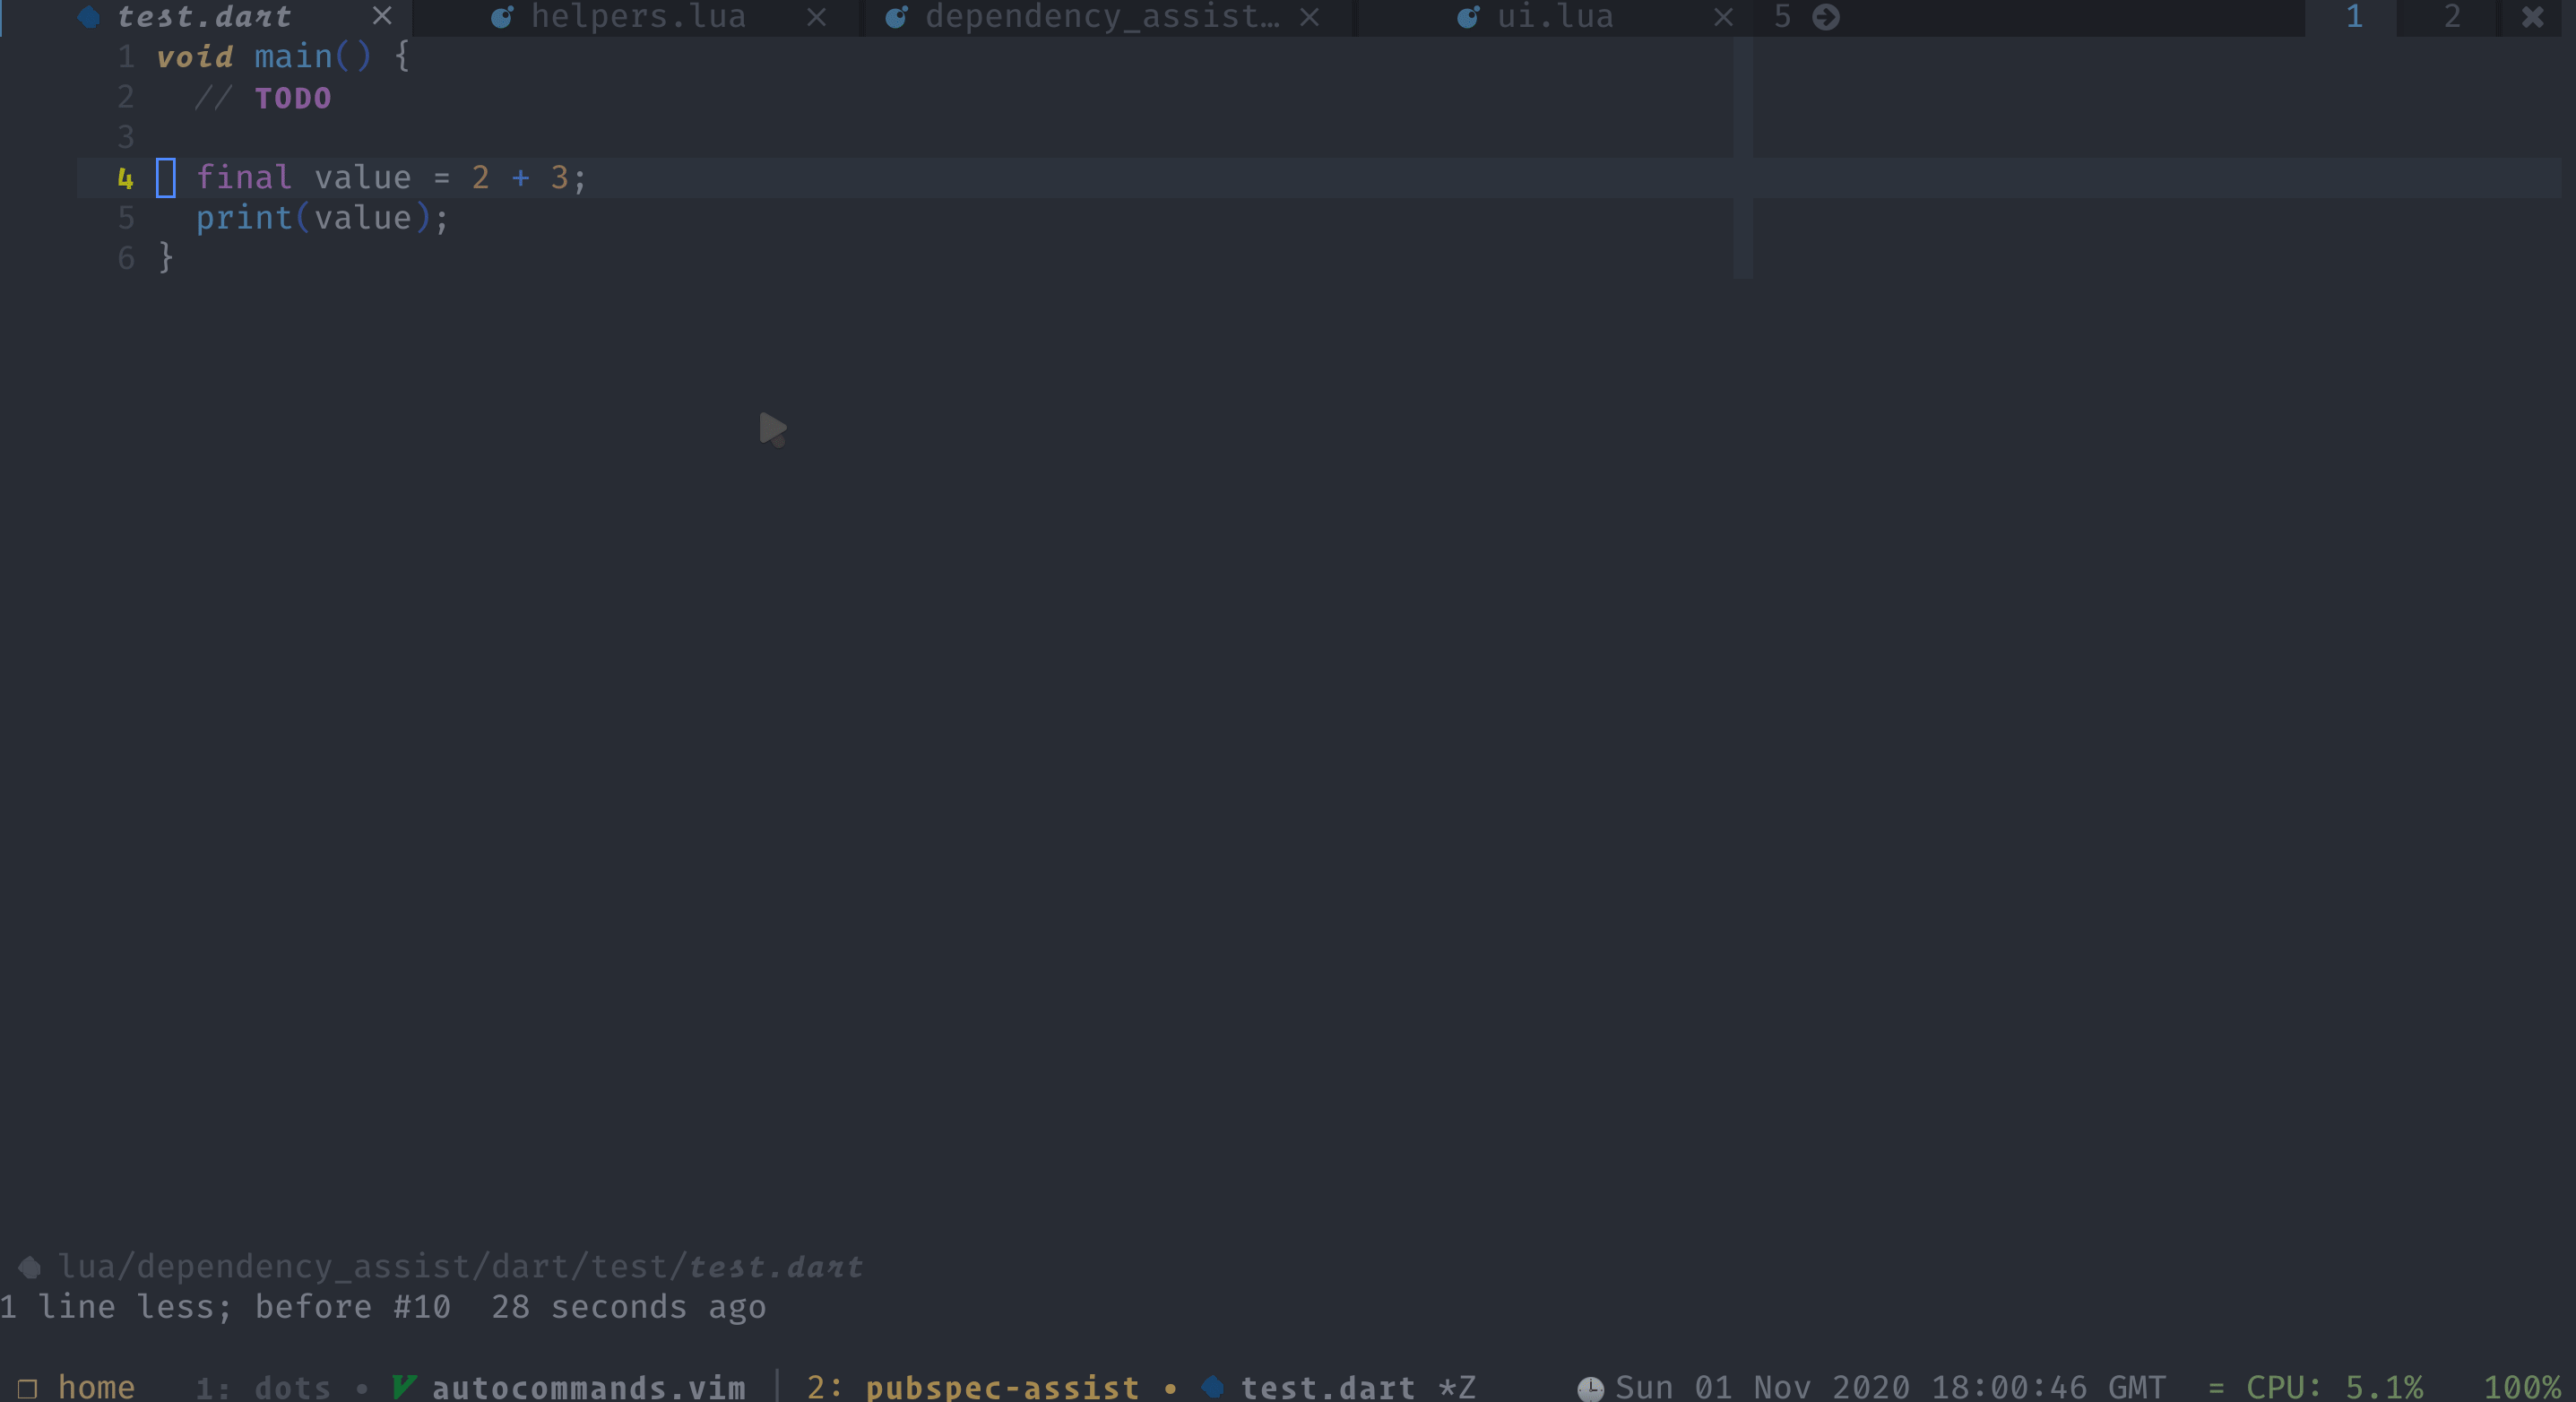 test.dart × helpers.lua × dependency_assist… × ui.lua × 5 1 2 ✖
1 void main() {
2   // TODO
3
4   final value = 2 + 3;
5   print(value);
6 }
lua/dependency_assist/dart/test/test.dart
1 line less; before #10  28 seconds ago
❐ home 1: dots • autocommands.vim | 2: pubspec-assist • test.dart *Z Sun 01 Nov 2020 18:00:46 GMT = CPU: 5.1% 100%